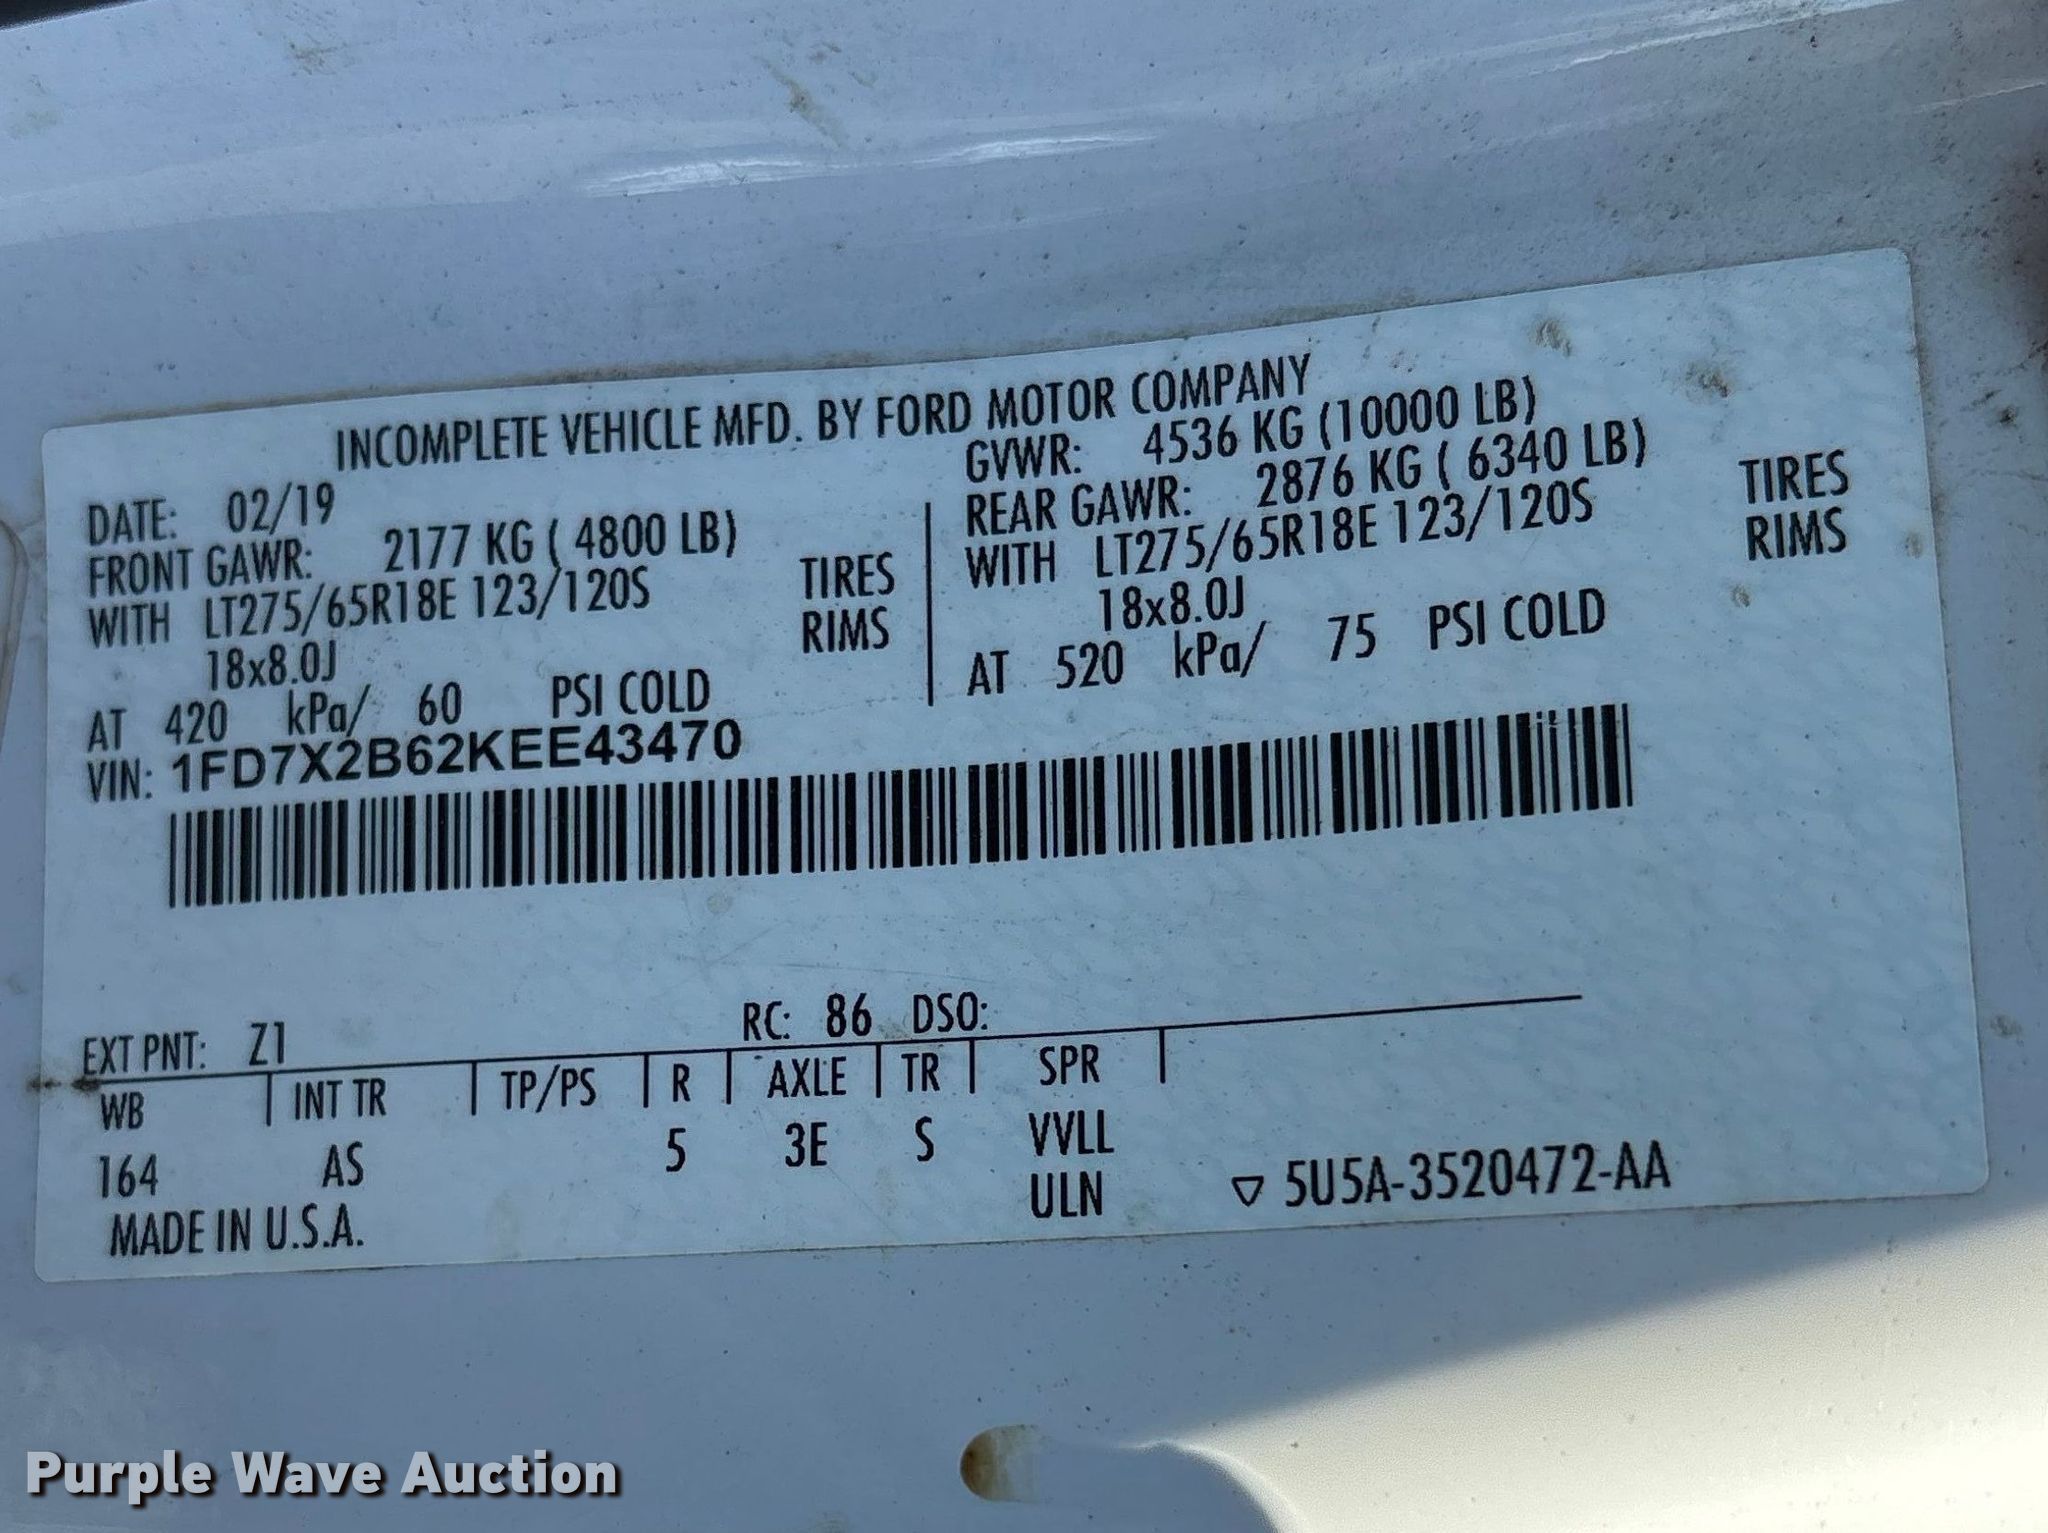 INCOMPLETE VEHICLE MFD. BY FORD MOTOR COMPANY
DATE: 02/19
GVWR: 4536 KG (10000 LB)
FRONT GAWR: 2177 KG ( 4800 LB)
WITH LT275/65R18E 123/120S TIRES
18x8.0J RIMS
AT 420 kPa/ 60 PSI COLD
REAR GAWR: 2876 KG ( 6340 LB)
WITH LT275/65R18E 123/120S TIRES
18x8.0J RIMS
AT 520 kPa/ 75 PSI COLD
VIN: 1FD7X2B62KEE43470
EXT PNT: Z1 RC: 86 DSO:
WB INT TR TP/PS R AXLE TR SPR
164 AS 5 3E S VVLL
ULN
MADE IN U.S.A.
▽ 5U5A-3520472-AA
Purple Wave Auction